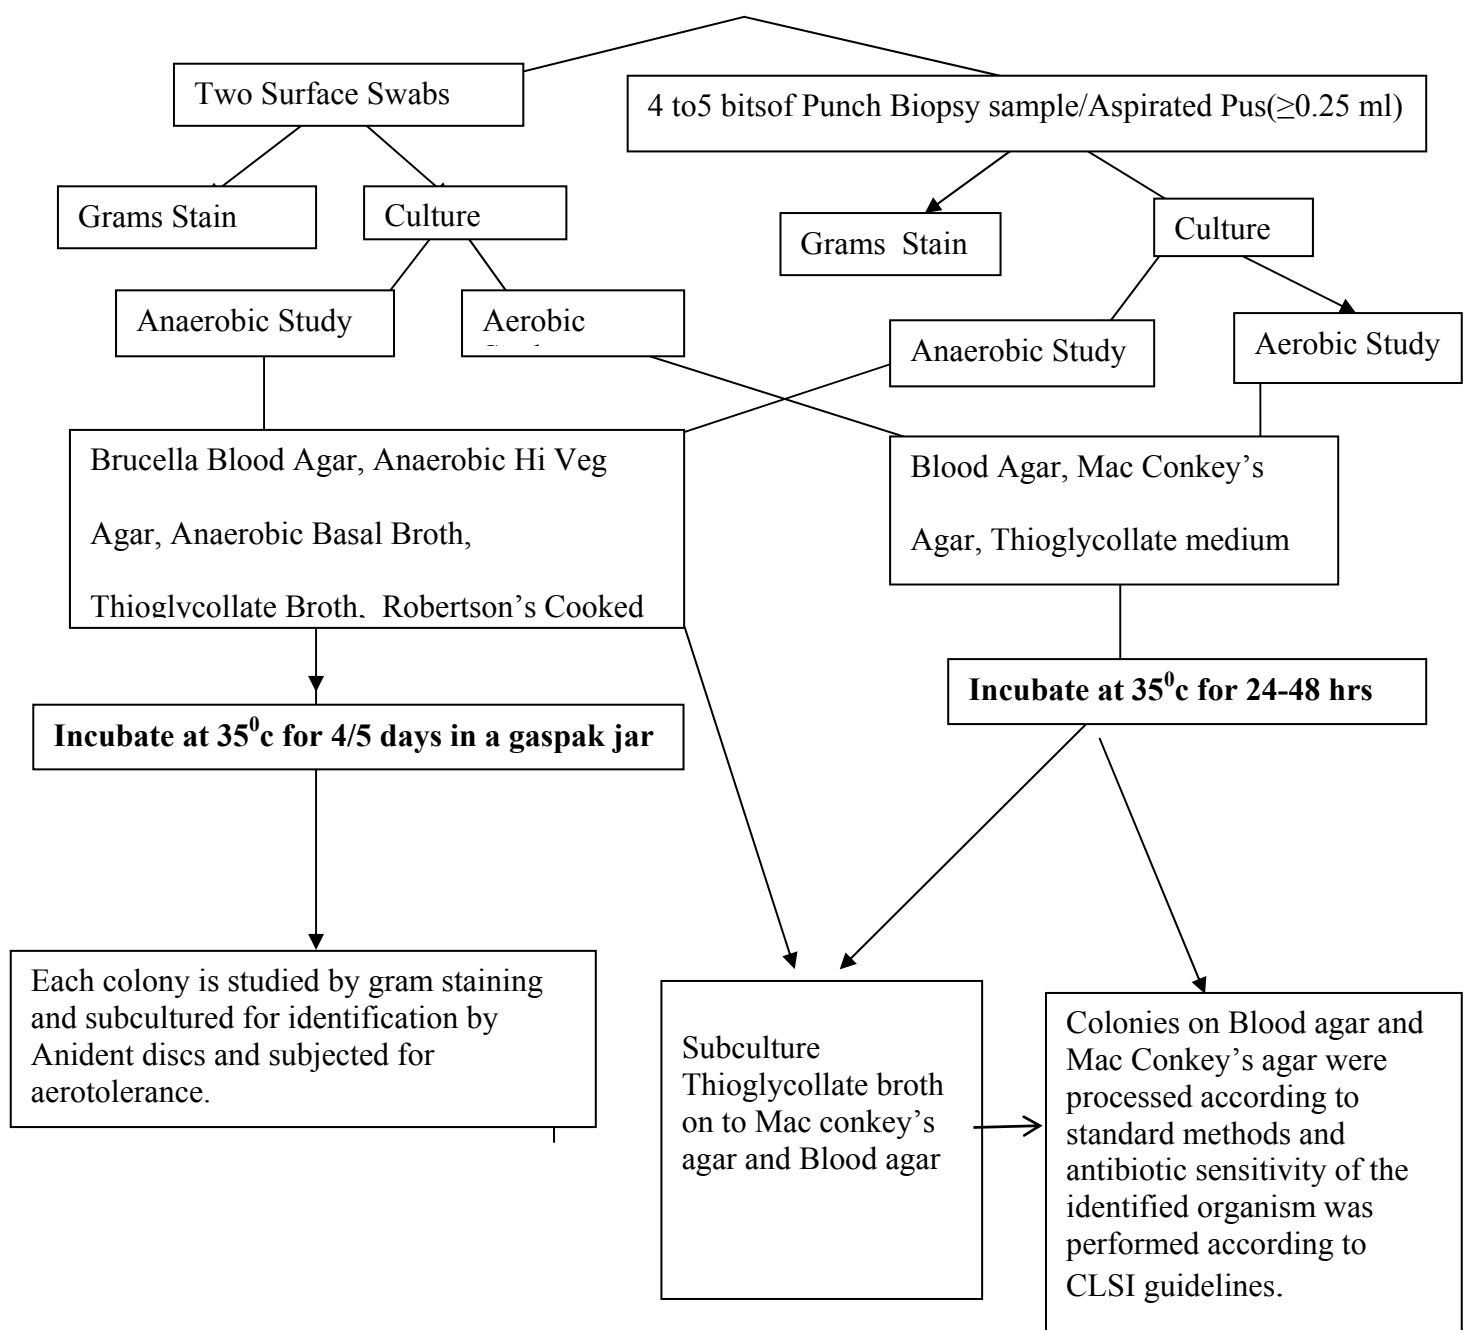 Two Surface Swabs
4 to5 bitsof Punch Biopsy sample/Aspirated Pus(≥0.25 ml)
Grams Stain
Culture
Grams Stain
Culture
Anaerobic Study
Aerobic
Anaerobic Study
Aerobic Study
Brucella Blood Agar, Anaerobic Hi Veg
Agar, Anaerobic Basal Broth,
Thioglycollate Broth, Robertson’s Cooked
Blood Agar, Mac Conkey’s
Agar, Thioglycollate medium
Incubate at 35⁰c for 24-48 hrs
Incubate at 35⁰c for 4/5 days in a gaspak jar
Each colony is studied by gram staining
and subcultured for identification by
Anident discs and subjected for
aerotolerance.
Subculture
Thioglycollate broth
on to Mac conkey’s
agar and Blood agar
Colonies on Blood agar and
Mac Conkey’s agar were
processed according to
standard methods and
antibiotic sensitivity of the
identified organism was
performed according to
CLSI guidelines.